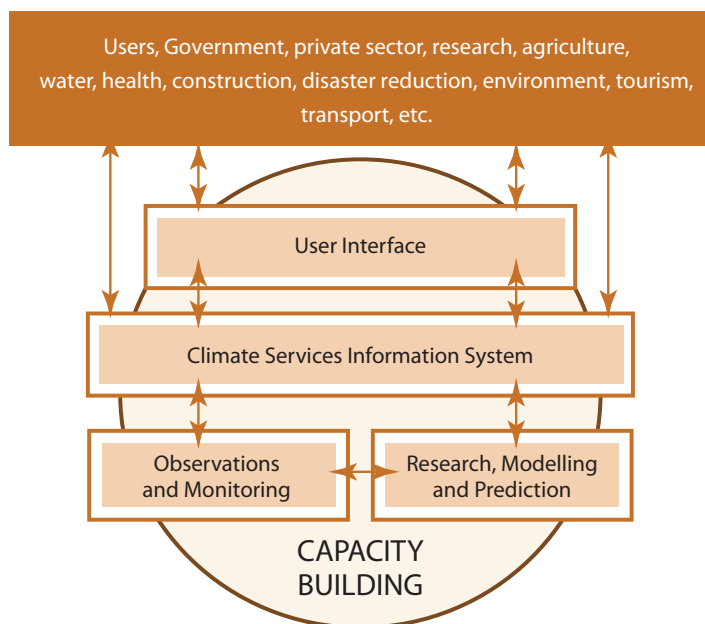 Users, Government, private sector, research, agriculture,
water, health, construction, disaster reduction, environment, tourism,
transport, etc.
User Interface
Climate Services Information System
Observations
and Monitoring
Research, Modelling
and Prediction
CAPACITY
BUILDING